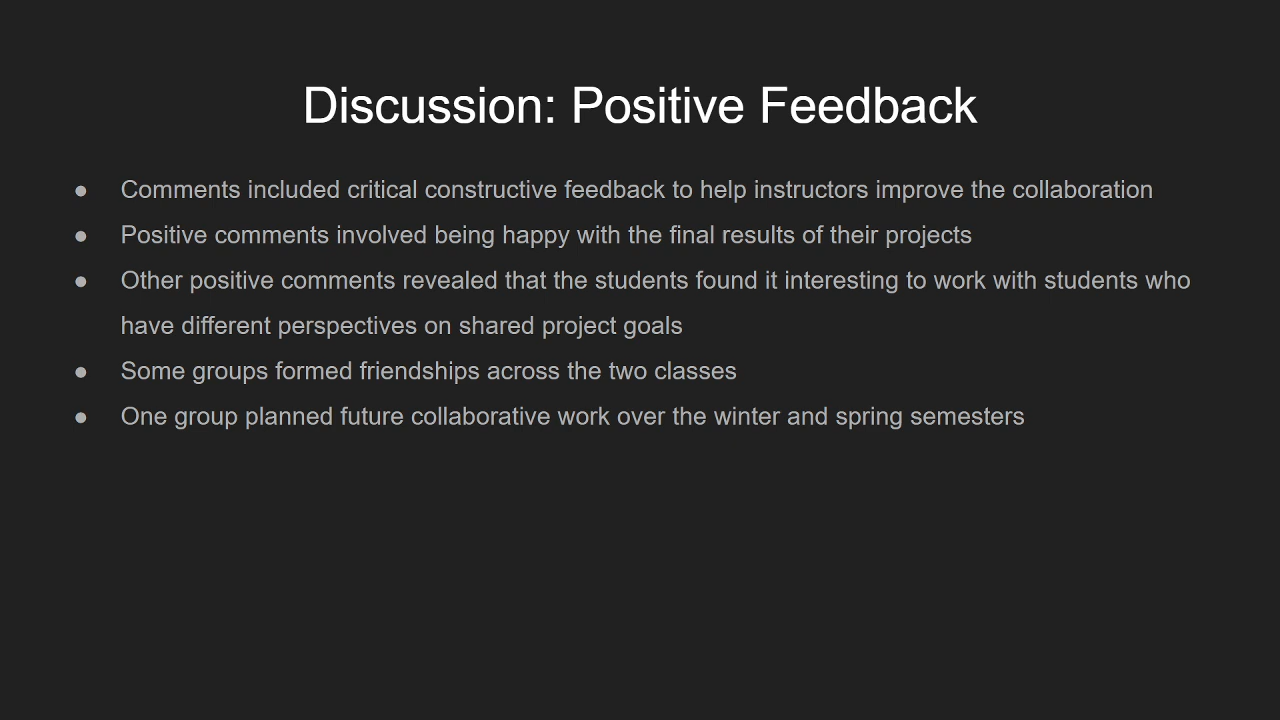 Discussion: Positive Feedback
● Comments included critical constructive feedback to help instructors improve the collaboration
● Positive comments involved being happy with the final results of their projects
● Other positive comments revealed that the students found it interesting to work with students who
have different perspectives on shared project goals
● Some groups formed friendships across the two classes
● One group planned future collaborative work over the winter and spring semesters